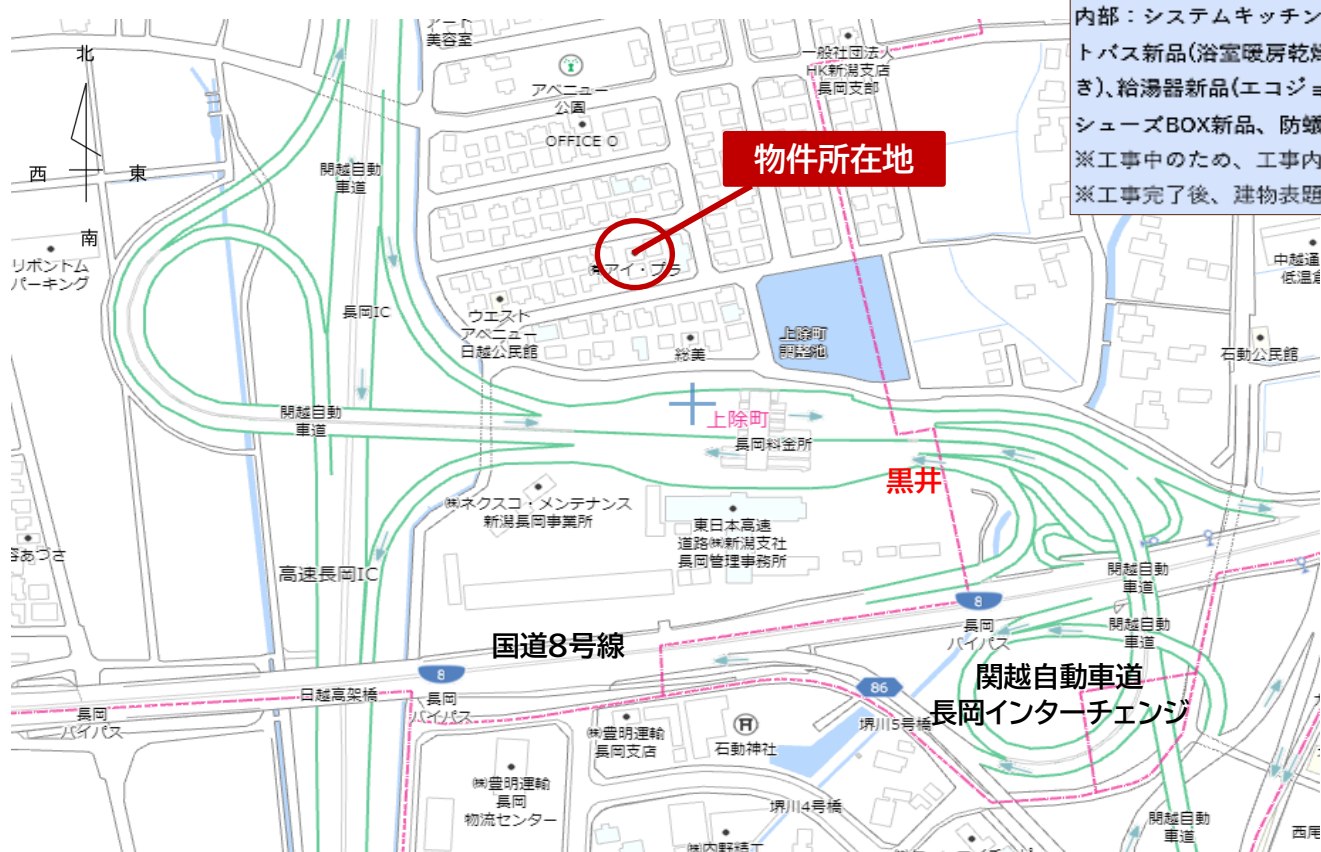 内部：システムキッチン
トバス新品(浴室暖房乾燥
き)､給湯器新品(エコジョ
シューズBOX新品、防蟻
※工事中のため、工事内
※工事完了後、建物表題
北
西
東
南
美容室
アベニュー
公園
OFFICE O
一般社団法人
HK新潟支店
長岡支部
物件所在地
関越自動
車道
リボントム
パーキング
㈲アイ・プラ
長岡IC
ウエスト
アベニュー
日越公民館
総美
上除町
調整池
中越通
低温倉
石動公民館
関越自動
車道
上除町
長岡料金所
黒井
㈱ネクスコ・メンテナンス
新潟長岡事業所
東日本高速
道路㈱新潟支社
長岡管理事務所
容あづさ
高速長岡IC
関越自動
車道
8
長岡
バイパス
関越自動
車道
国道8号線
8
日越高架橋
長岡
バイパス
長岡
バイパス
86
関越自動車道
長岡インターチェンジ
㈱豊明運輸
長岡支店
石動神社
堺川5号橋
㈱豊明運輸
長岡
物流センター
堺川4号橋
関越自動
車道
西尾